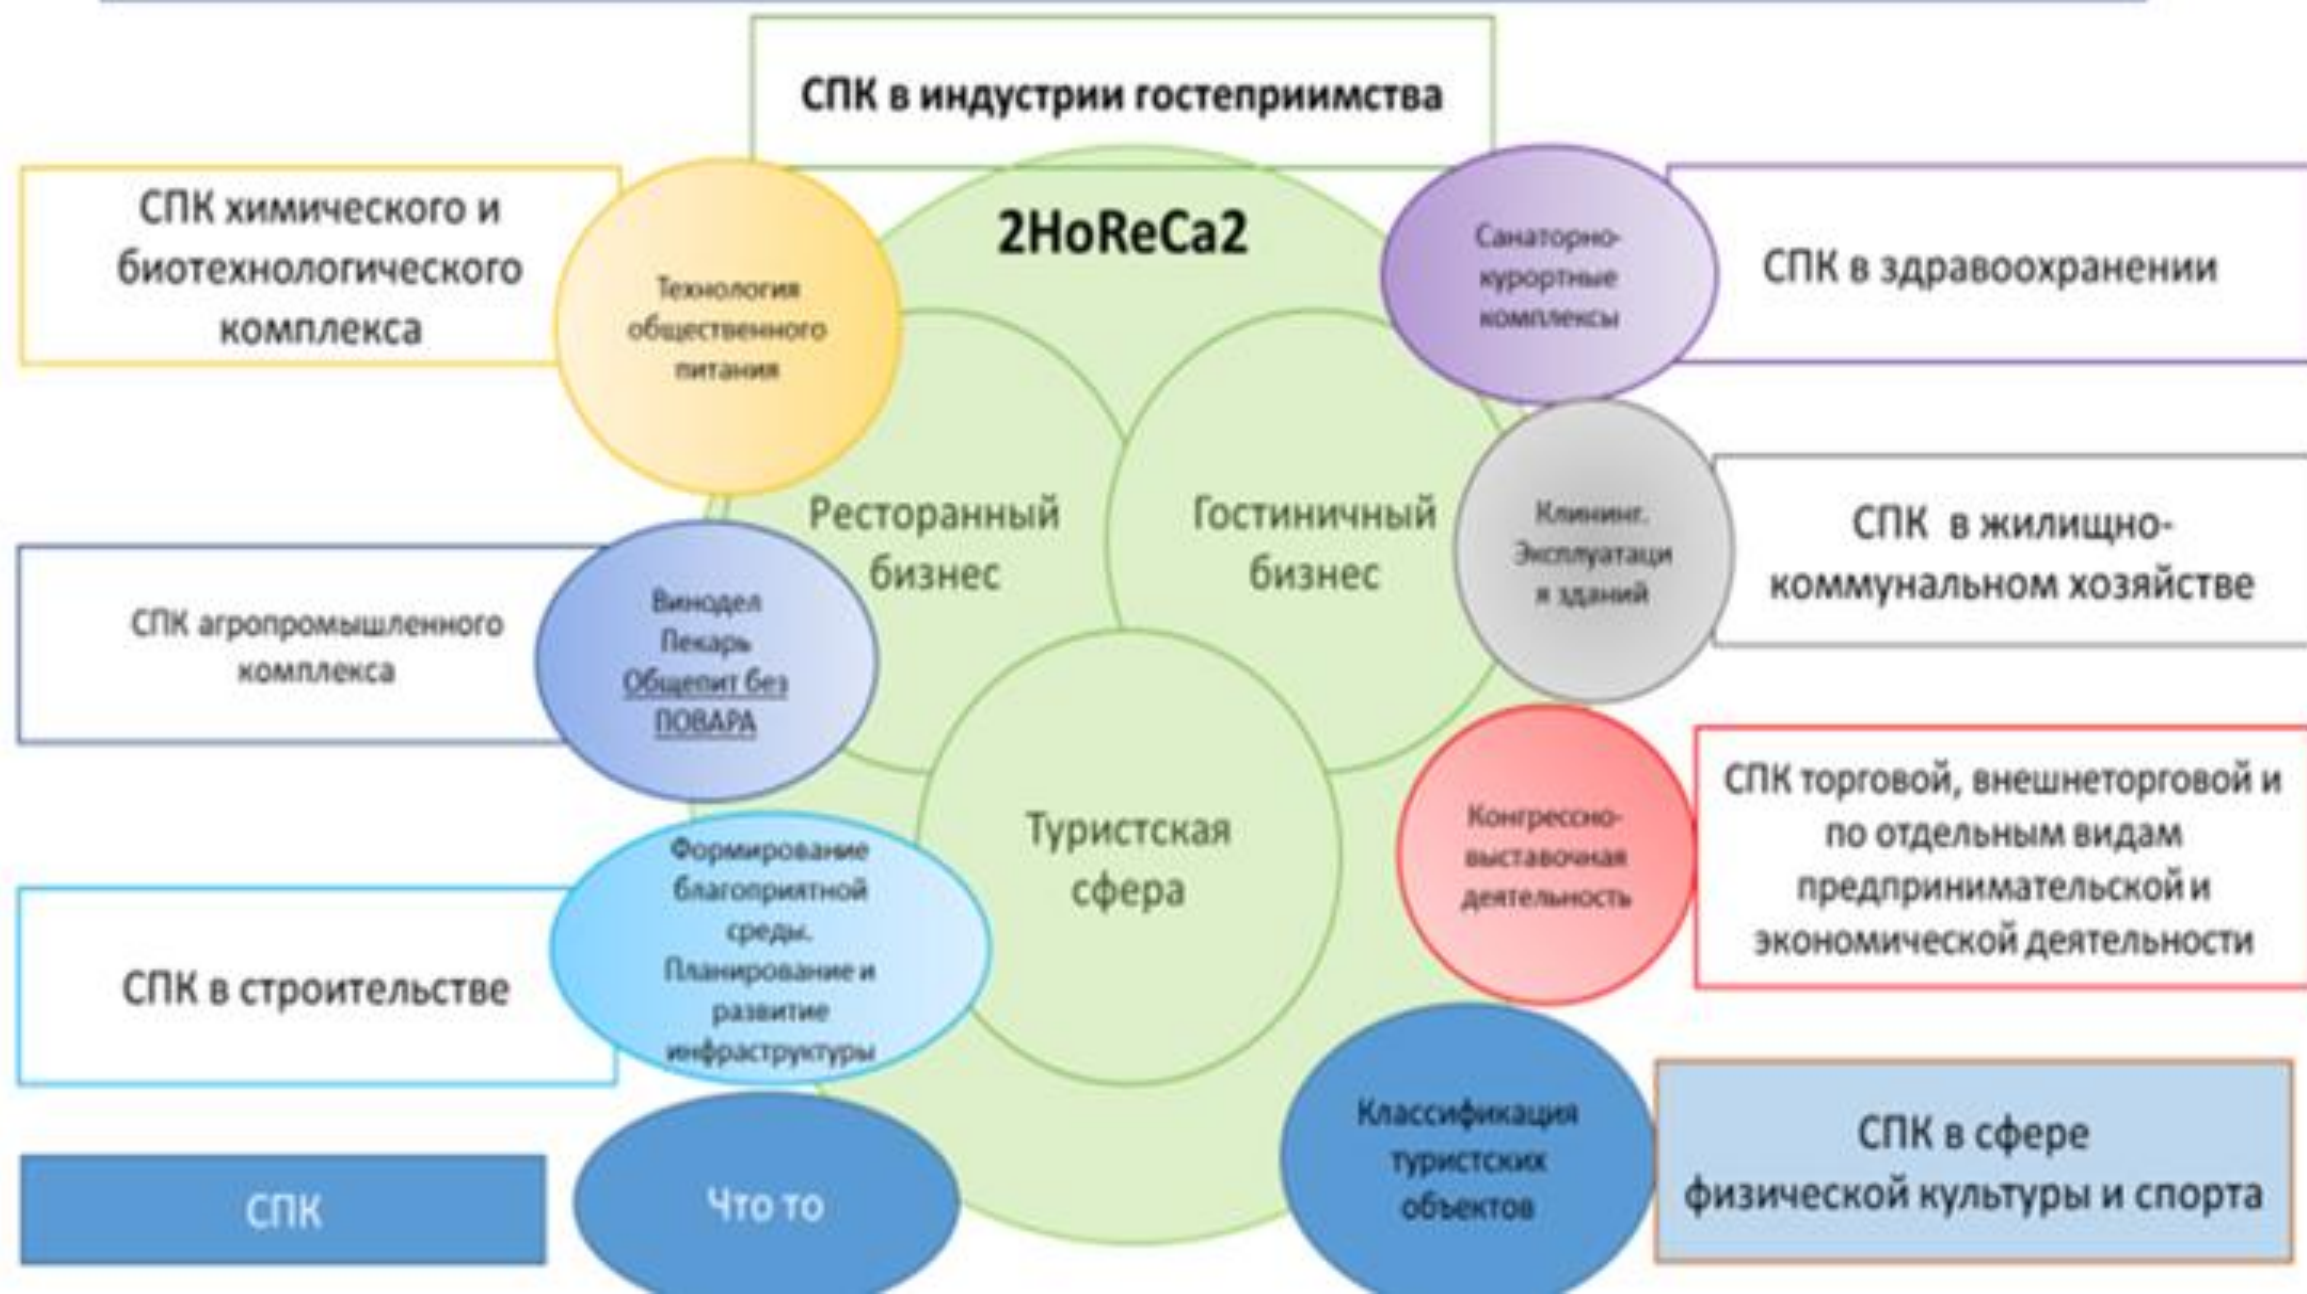 СПК в индустрии гостеприимства
2HoReCa2
СПК химического и
биотехнологического
комплекса
Технология
общественного
питания
Санаторно-
курортные
комплексы
СПК в здравоохранении
Ресторанный
бизнес
Гостиничный
бизнес
Клининг.
Эксплуатаци
я зданий
СПК в жилищно-
коммунальном хозяйстве
СПК агропромышленного
комплекса
Винодел
Пекарь
Общепит без
ПОВАРА
Туристская
сфера
Конгрессно-
выставочная
деятельность
СПК торговой, внешнеторговой и
по отдельным видам
предпринимательской и
экономической деятельности
СПК в строительстве
Формирование
благоприятной
среды.
Планирование и
развитие
инфраструктуры
СПК
Что то
Классификация
туристских
объектов
СПК в сфере
физической культуры и спорта